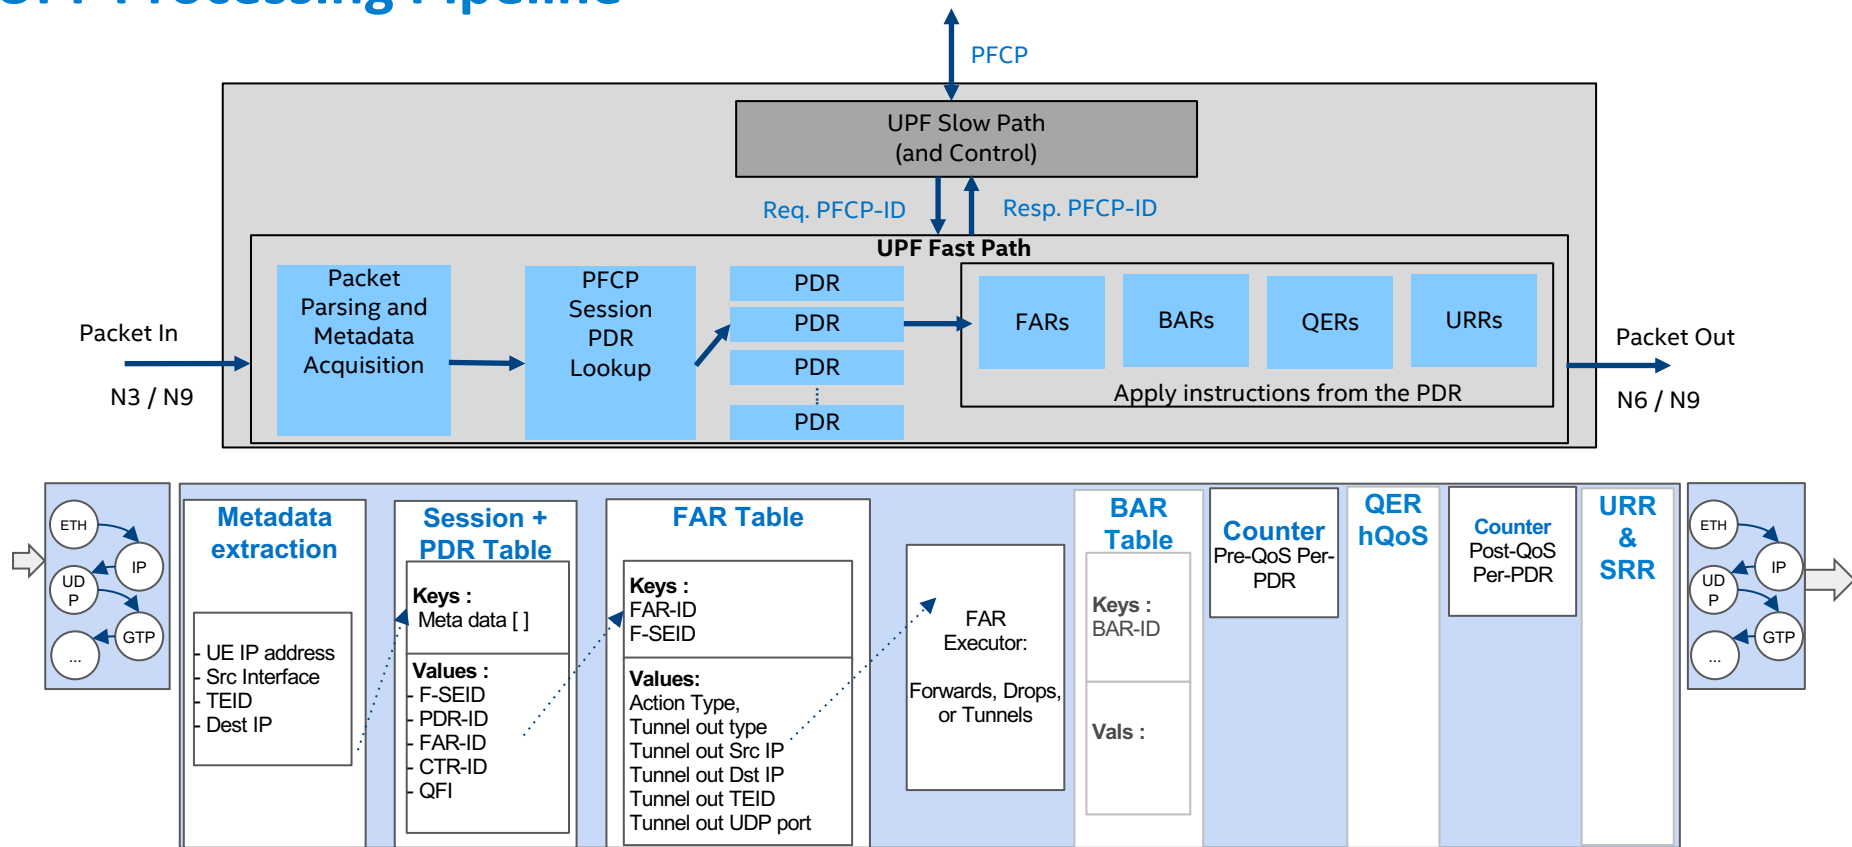 UPF Processing Pipeline
PFCP
UPF Slow Path
(and Control)
Req. PFCP-ID
Resp. PFCP-ID
UPF Fast Path
Packet In
N3 / N9
Packet
Parsing and
Metadata
Acquisition
PFCP
Session
PDR
Lookup
PDR
PDR
PDR
PDR
FARs
BARs
QERs
URRs
Apply instructions from the PDR
Packet Out
N6 / N9
ETH
IP
UD
P
GTP
...
Metadata
extraction
- UE IP address
- Src Interface
- TEID
- Dest IP
Session +
PDR Table
Keys :
Meta data [ ]
Values :
- F-SEID
- PDR-ID
- FAR-ID
- CTR-ID
- QFI
FAR Table
Keys :
FAR-ID
F-SEID
Values:
Action Type,
Tunnel out type
Tunnel out Src IP
Tunnel out Dst IP
Tunnel out TEID
Tunnel out UDP port
FAR
Executor:
Forwards, Drops,
or Tunnels
BAR
Table
Keys :
BAR-ID
Vals :
Counter
Pre-QoS Per-
PDR
QER
hQoS
Counter
Post-QoS
Per-PDR
URR
&
SRR
ETH
IP
UD
P
GTP
...